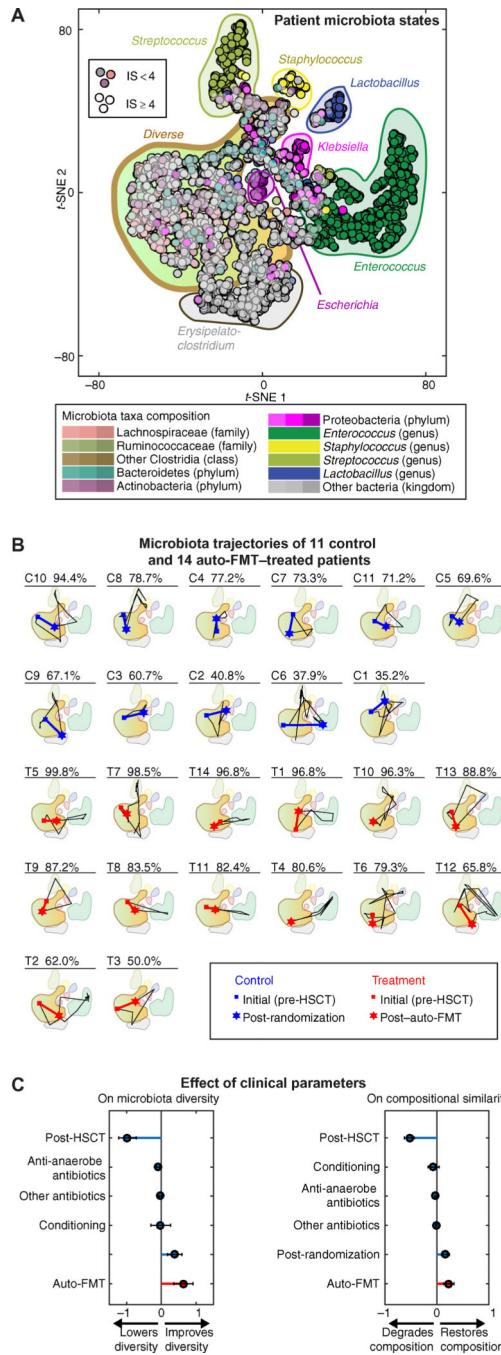 A
Patient microbiota states
80
0
−80
t-SNE 2
Streptococcus
Staphylococcus
Lactobacillus
IS < 4
IS ≥ 4
Diverse
Klebsiella
Enterococcus
Escherichia
Erysipelato-
clostridium
−80 0 80
t-SNE 1
Microbiota taxa composition
Lachnospiraceae (family)
Ruminococcaceae (family)
Other Clostridia (class)
Bacteroidetes (phylum)
Actinobacteria (phylum)
Proteobacteria (phylum)
Enterococcus (genus)
Staphylococcus (genus)
Streptococcus (genus)
Lactobacillus (genus)
Other bacteria (kingdom)
B
Microbiota trajectories of 11 control
and 14 auto-FMT–treated patients
C10 94.4% C8 78.7% C4 77.2% C7 73.3% C11 71.2% C5 69.6%
C9 67.1% C3 60.7% C2 40.8% C6 37.9% C1 35.2%
T5 99.8% T7 98.5% T14 96.8% T1 96.8% T10 96.3% T13 88.8%
T9 87.2% T8 83.5% T11 82.4% T4 80.6% T6 79.3% T12 65.8%
T2 62.0% T3 50.0%
Control
Initial (pre-HSCT)
Post-randomization
Treatment
Initial (pre-HSCT)
Post–auto-FMT
C
Effect of clinical parameters
On microbiota diversity
Post-HSCT
Anti-anaerobe
antibiotics
Other antibiotics
Conditioning
Auto-FMT
−1 0 1
Lowers
diversity
Improves
diversity
On compositional similarit
Post-HSCT
Conditioning
Anti-anaerobe
antibiotics
Other antibiotics
Post-randomization
Auto-FMT
−1 0 1
Degrades
composition
Restores
composition